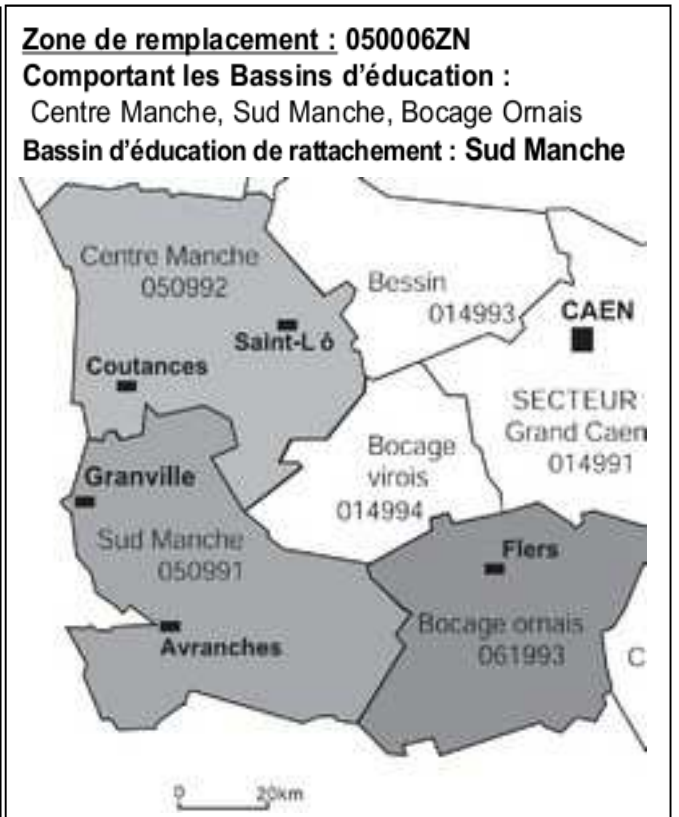 Zone de remplacement : 050006ZN
Comportant les Bassins d'éducation :
Centre Manche, Sud Manche, Bocage Ornais
Bassin d'éducation de rattachement : Sud Manche
Centre Manche
050992
Bessin
014993
CAEN
Saint-Lô
Coutances
SECTEUR
Grand Caen
014991
Bocage
virois
014994
Granville
Sud Manche
050991
Flers
Bocage ornais
061993
C
Avranches
0 20km